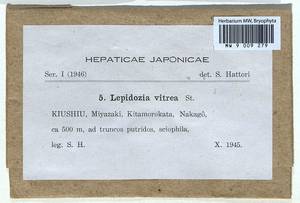 Herbarium MW, Bryophyta
MW 9 009 279
HEPATICAE JAPONICAE
Ser. I (1946) det. S. Hattori
5. Lepidozia vitrea St.
KIUSHIU, Miyazaki, Kitamorokata, Nakagô,
ca 500 m, ad truncos putridos, sciophila.
leg. S. H. X. 1945.